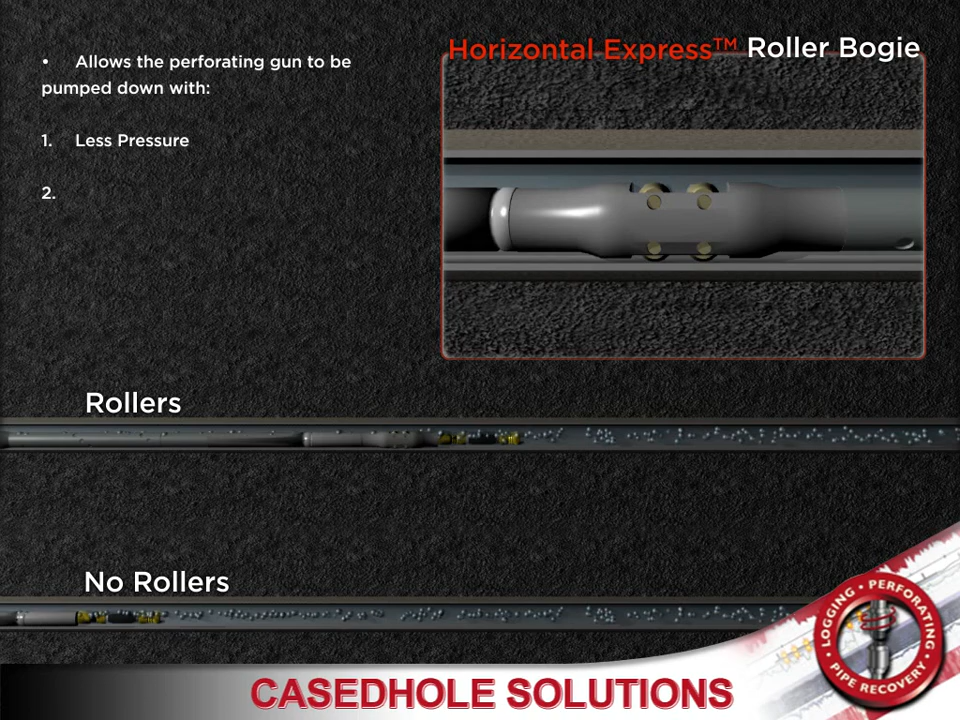 Horizontal Express™ Roller Bogie
• Allows the perforating gun to be
pumped down with:
1. Less Pressure
2.
Rollers
No Rollers
LOGGING • PERFORATING •
PIPE RECOVERY •
CASEDHOLE SOLUTIONS